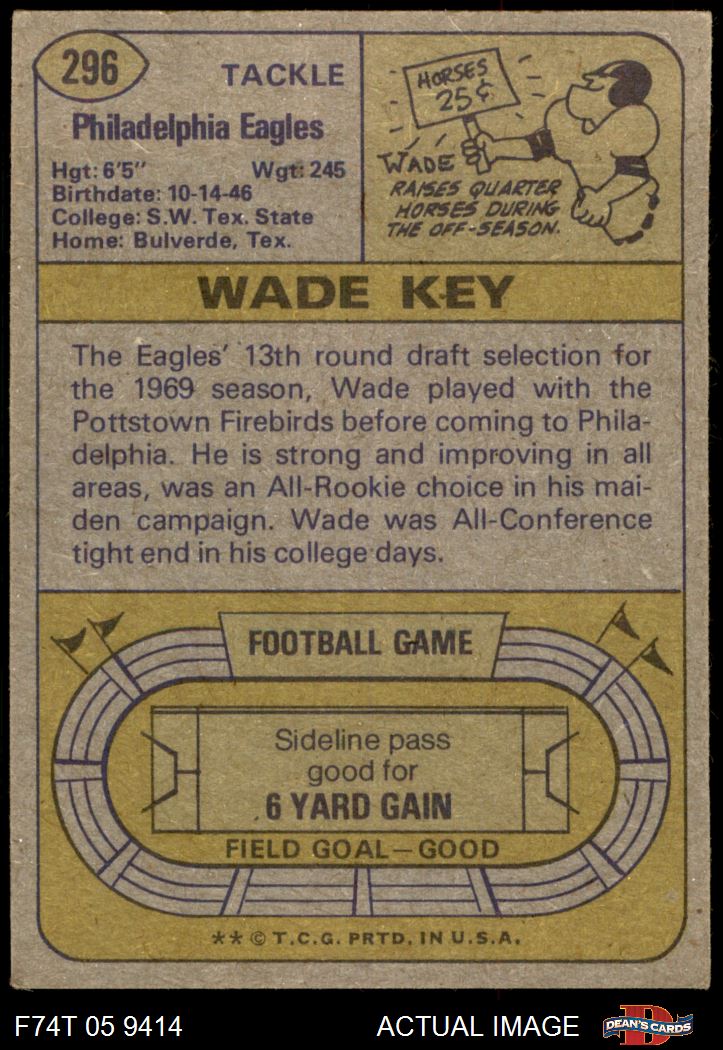 296
TACKLE
Philadelphia Eagles
Hgt: 6'5" Wgt: 245
Birthdate: 10-14-46
College: S.W. Tex. State
Home: Bulverde, Tex.
HORSES
25¢
WADE
RAISES QUARTER
HORSES DURING
THE OFF-SEASON.
WADE KEY
The Eagles' 13th round draft selection for
the 1969 season, Wade played with the
Pottstown Firebirds before coming to Phila-
delphia. He is strong and improving in all
areas, was an All-Rookie choice in his mai-
den campaign. Wade was All-Conference
tight end in his college days.
FOOTBALL GAME
Sideline pass
good for
6 YARD GAIN
FIELD GOAL—GOOD
** © T.C.G. PRTD. IN U.S.A.
F74T 05 9414 ACTUAL IMAGE
D
DEAN'S CARDS